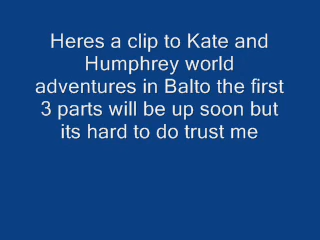 Heres a clip to Kate and
Humphrey world
adventures in Balto the first
3 parts will be up soon but
its hard to do trust me